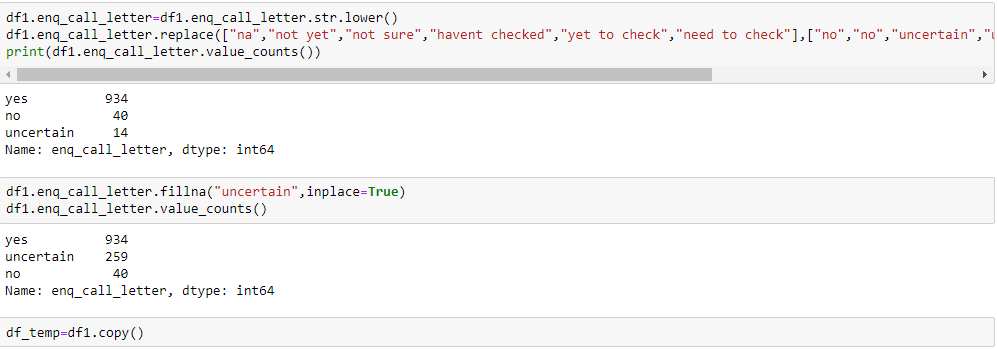 df1.enq_call_letter=df1.enq_call_letter.str.lower()
df1.enq_call_letter.replace(["na","not yet","not sure","havent checked","yet to check","need to check"],["no","no","uncertain","
print(df1.enq_call_letter.value_counts())
yes 934
no 40
uncertain 14
Name: enq_call_letter, dtype: int64
df1.enq_call_letter.fillna("uncertain",inplace=True)
df1.enq_call_letter.value_counts()
yes 934
uncertain 259
no 40
Name: enq_call_letter, dtype: int64
df_temp=df1.copy()